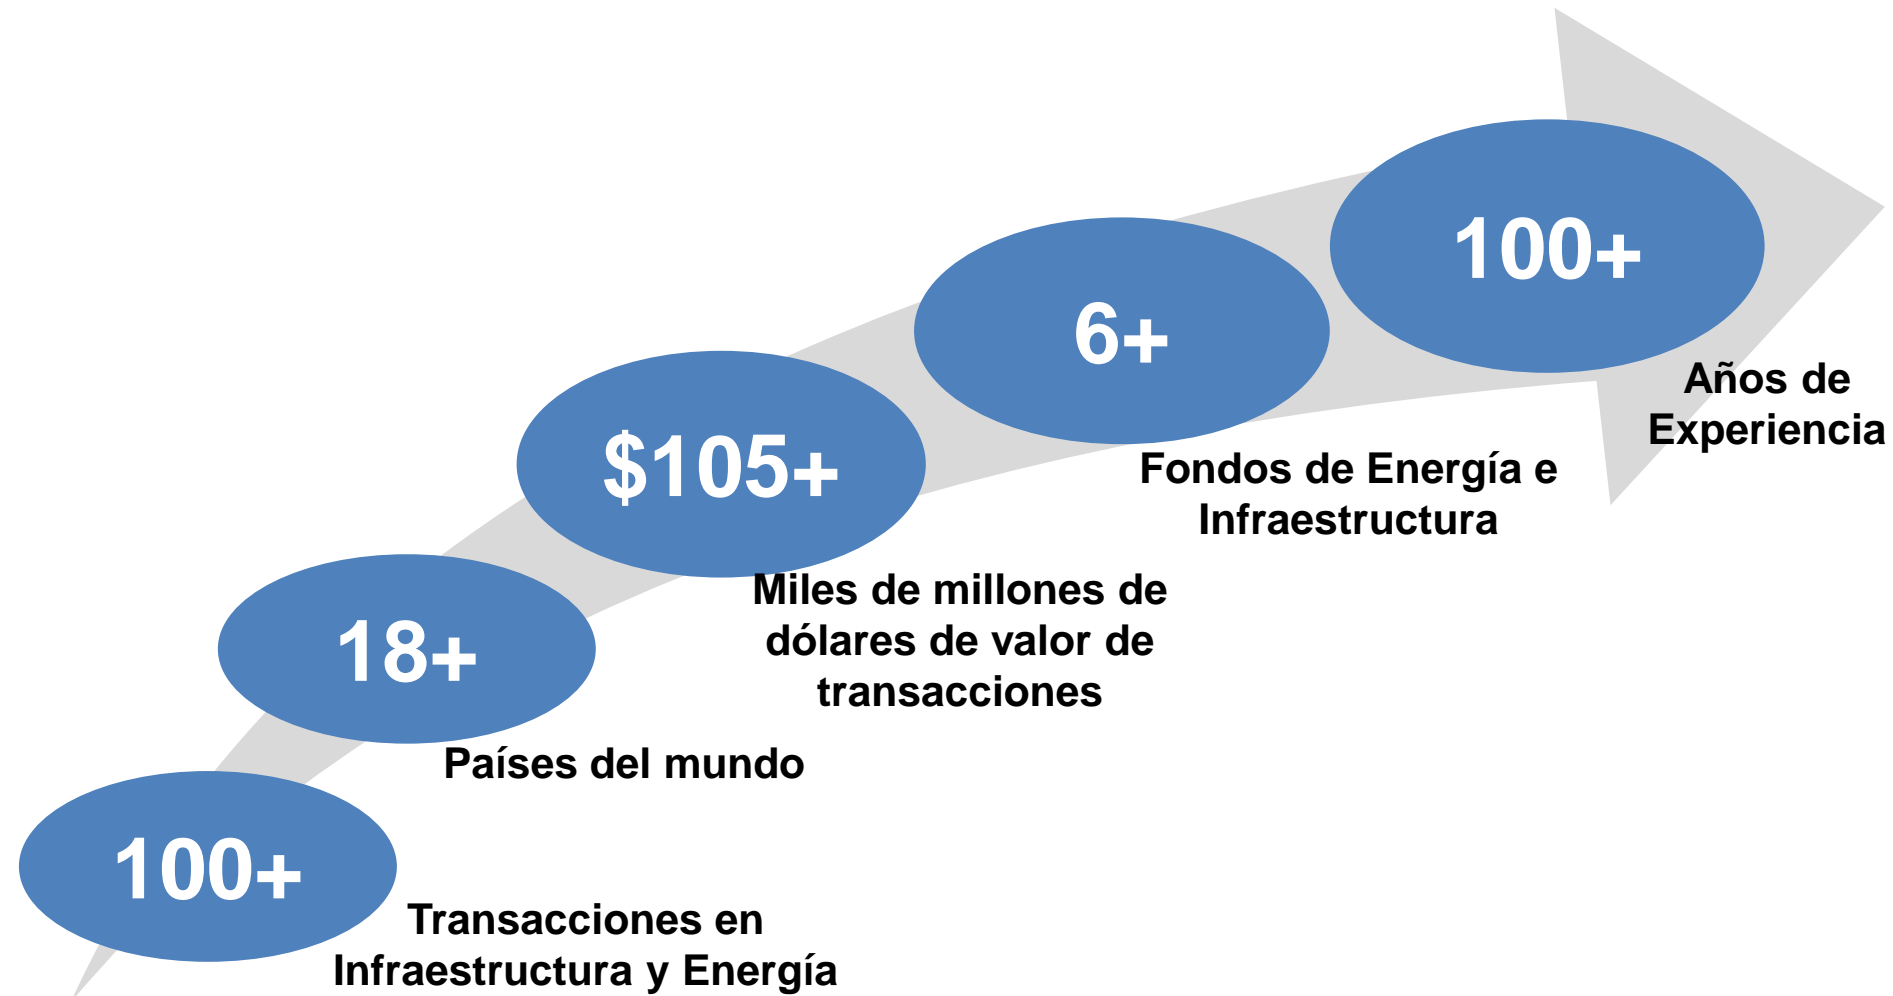 100+
Años de
Experiencia
6+
Fondos de Energía e
Infraestructura
$105+
Miles de millones de
dólares de valor de
transacciones
18+
Países del mundo
100+
Transacciones en
Infraestructura y Energía